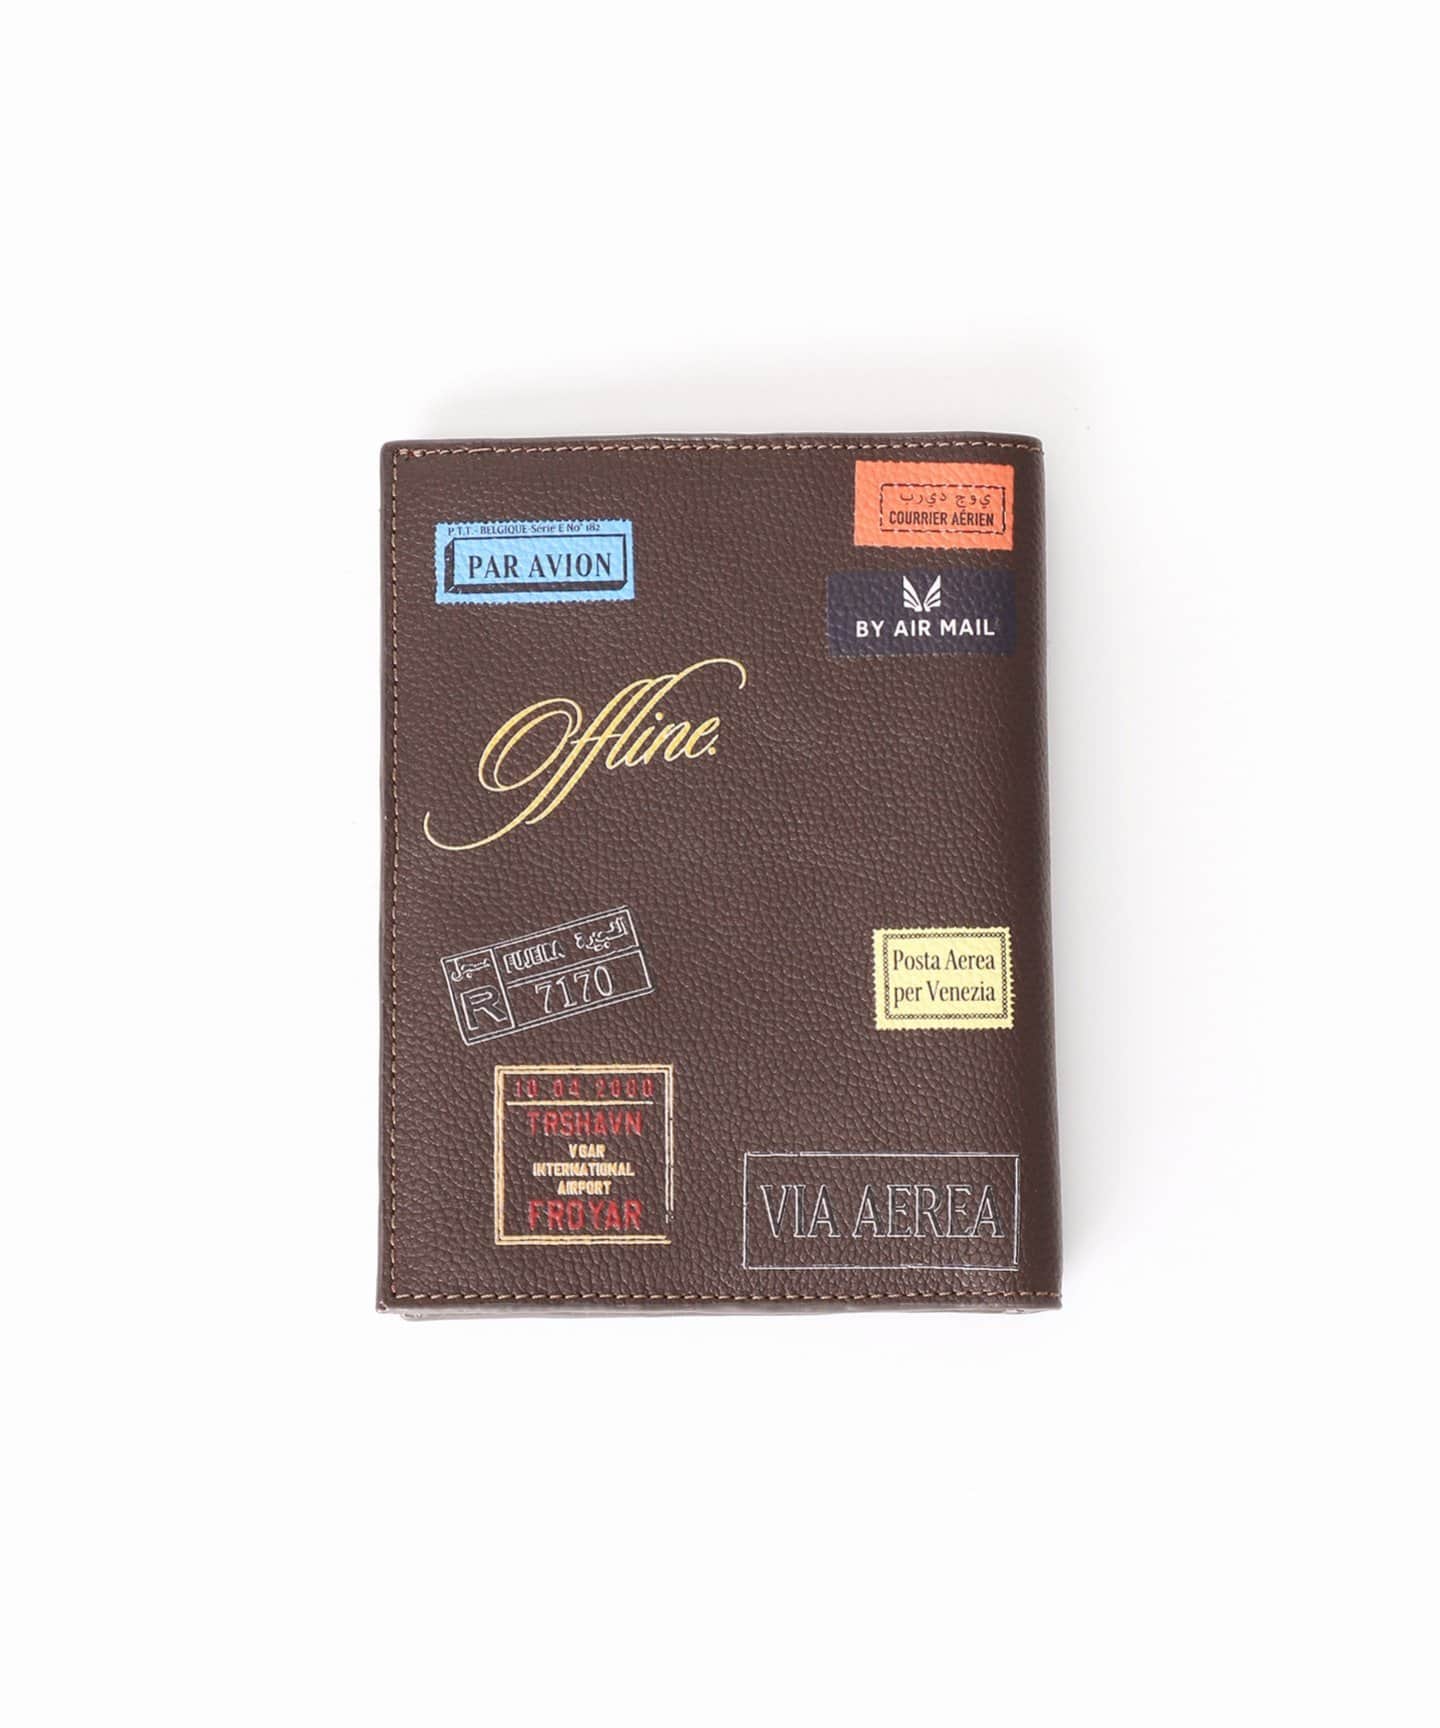 بريد جوي
COURRIER AÉRIEN
P.T.T. - BELGIQUE-Série E No° 182
PAR AVION
BY AIR MAIL
Offline.
مسجل
FUJEIRA الفجيرة
R
7170
Posta Aerea
per Venezia
10.04.2000
TRSHAVN
VGAR
INTERNATIONAL
AIRPORT
FROYAR
VIA AEREA